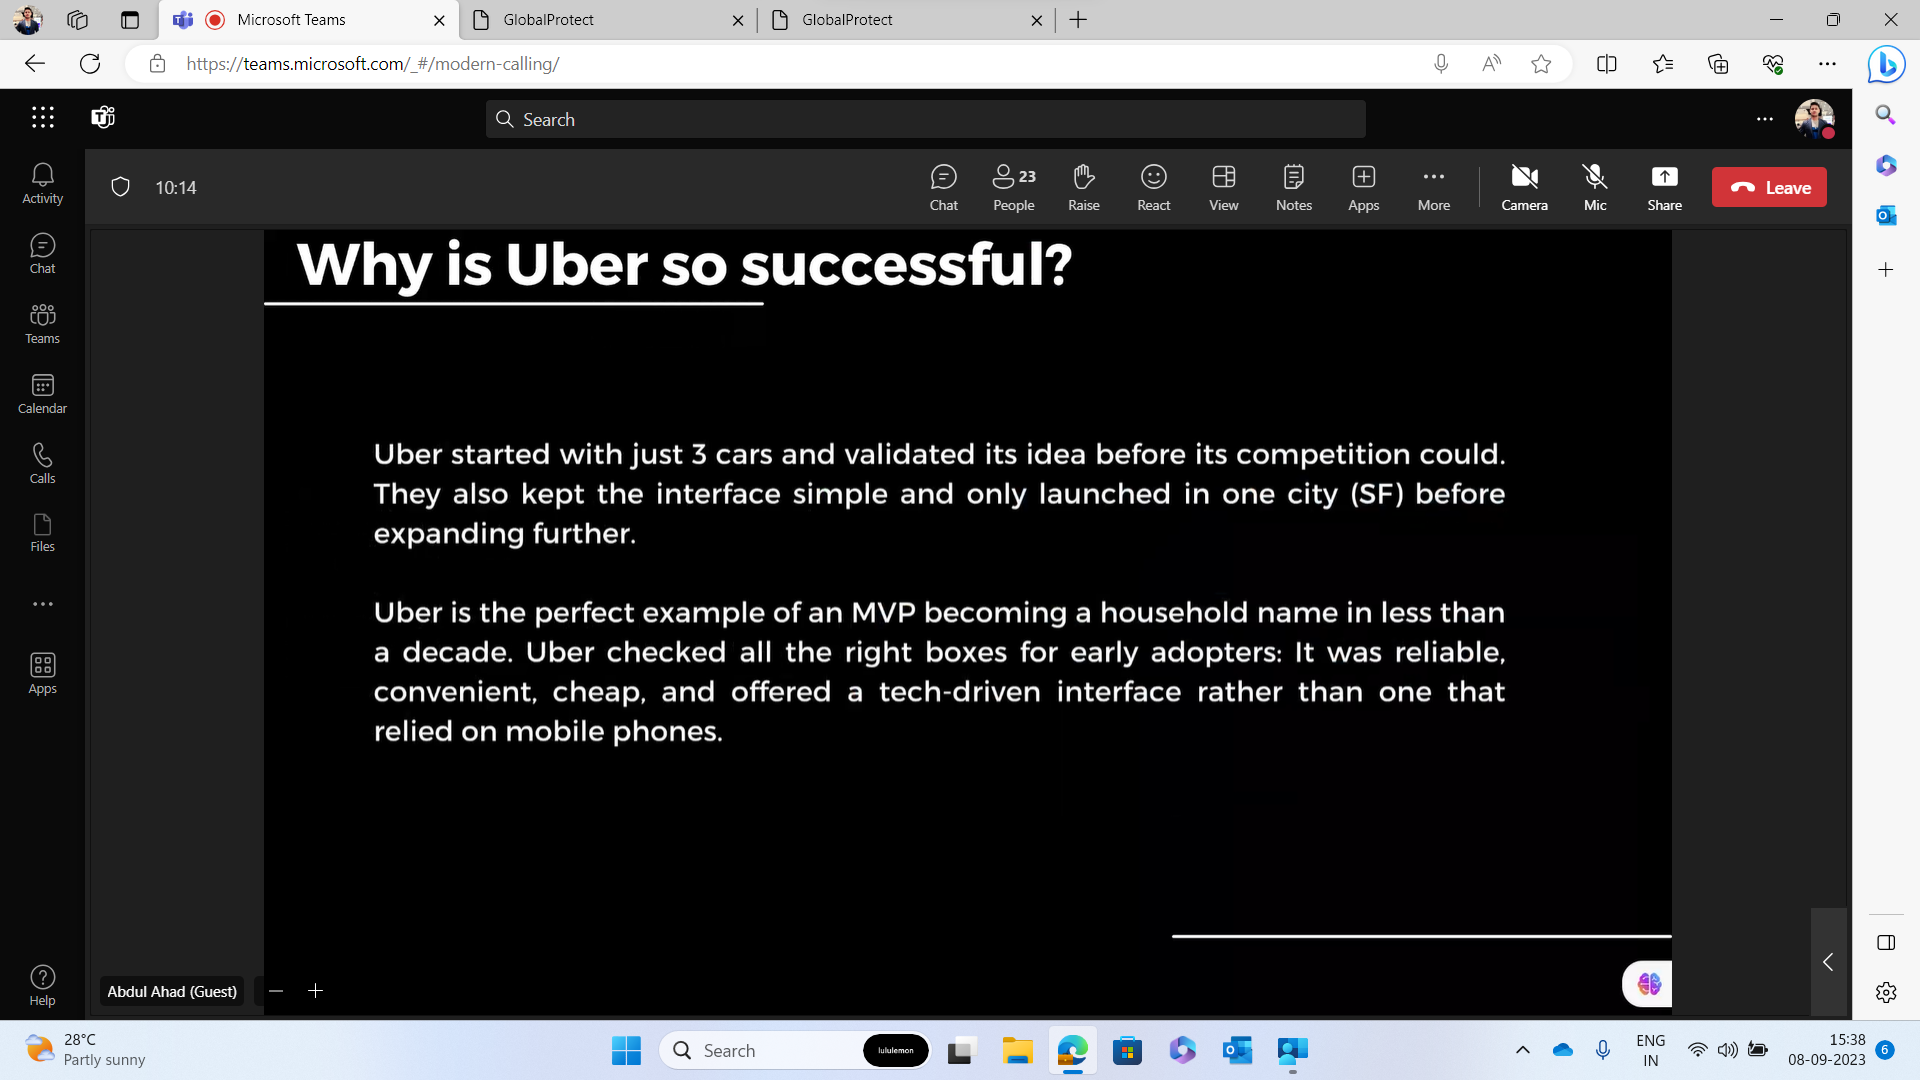 Microsoft Teams
GlobalProtect
GlobalProtect
https://teams.microsoft.com/_#/modern-calling/
Search
10:14
Chat
23
People
Raise
React
View
Notes
Apps
More
Camera
Mic
Share
Leave
Activity
Chat
Teams
Calendar
Calls
Files
Apps
Help
Why is Uber so successful?
Uber started with just 3 cars and validated its idea before its competition could.
They also kept the interface simple and only launched in one city (SF) before
expanding further.
Uber is the perfect example of an MVP becoming a household name in less than
a decade. Uber checked all the right boxes for early adopters: It was reliable,
convenient, cheap, and offered a tech-driven interface rather than one that
relied on mobile phones.
Abdul Ahad (Guest)
28°C
Partly sunny
Search
lululemon
ENG
IN
15:38
08-09-2023
6